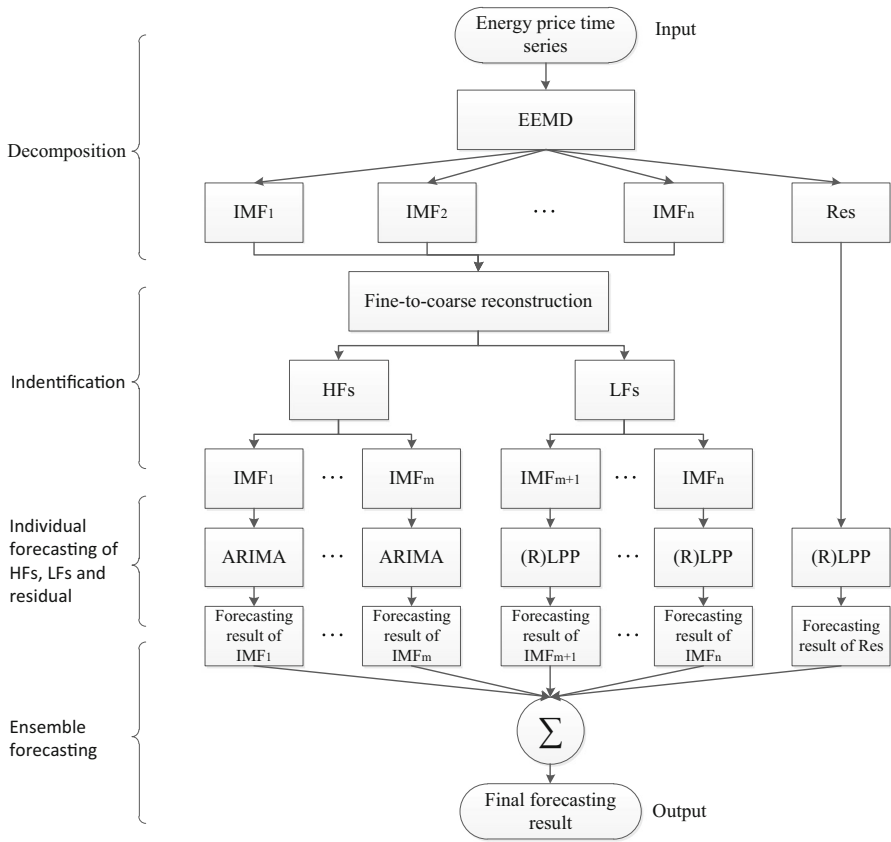 Energy price time
series
Input
Decomposition
EEMD
IMF1
IMF2
...
IMFn
Res
Fine-to-coarse reconstruction
Indentification
HFs
LFs
IMF1
...
IMFm
IMFm+1
...
IMFn
Individual
forecasting of
HFs, LFs and
residual
ARIMA
...
ARIMA
(R)LPP
...
(R)LPP
(R)LPP
Forecasting
result of
IMF1
...
Forecasting
result of
IMFm
Forecasting
result of
IMFm+1
...
Forecasting
result of
IMFn
Forecasting
result of Res
Ensemble
forecasting
∑
Final forecasting
result
Output